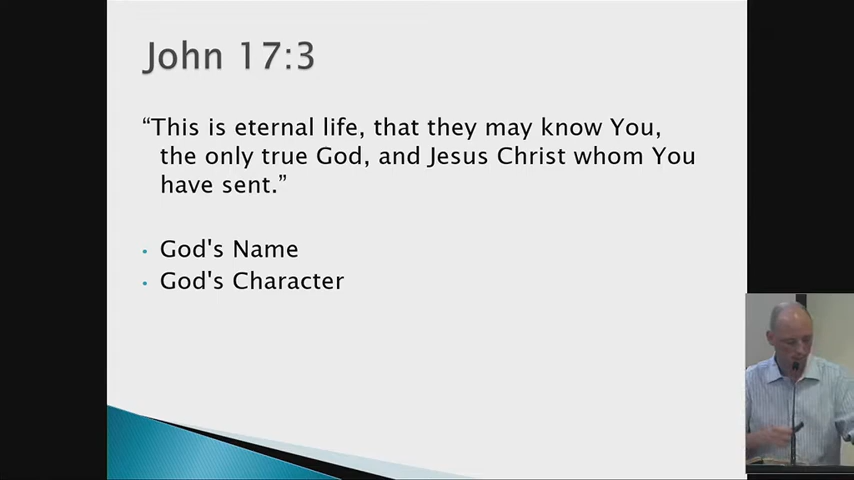 John 17:3
“This is eternal life, that they may know You,
the only true God, and Jesus Christ whom You
have sent.”
• God's Name
• God's Character